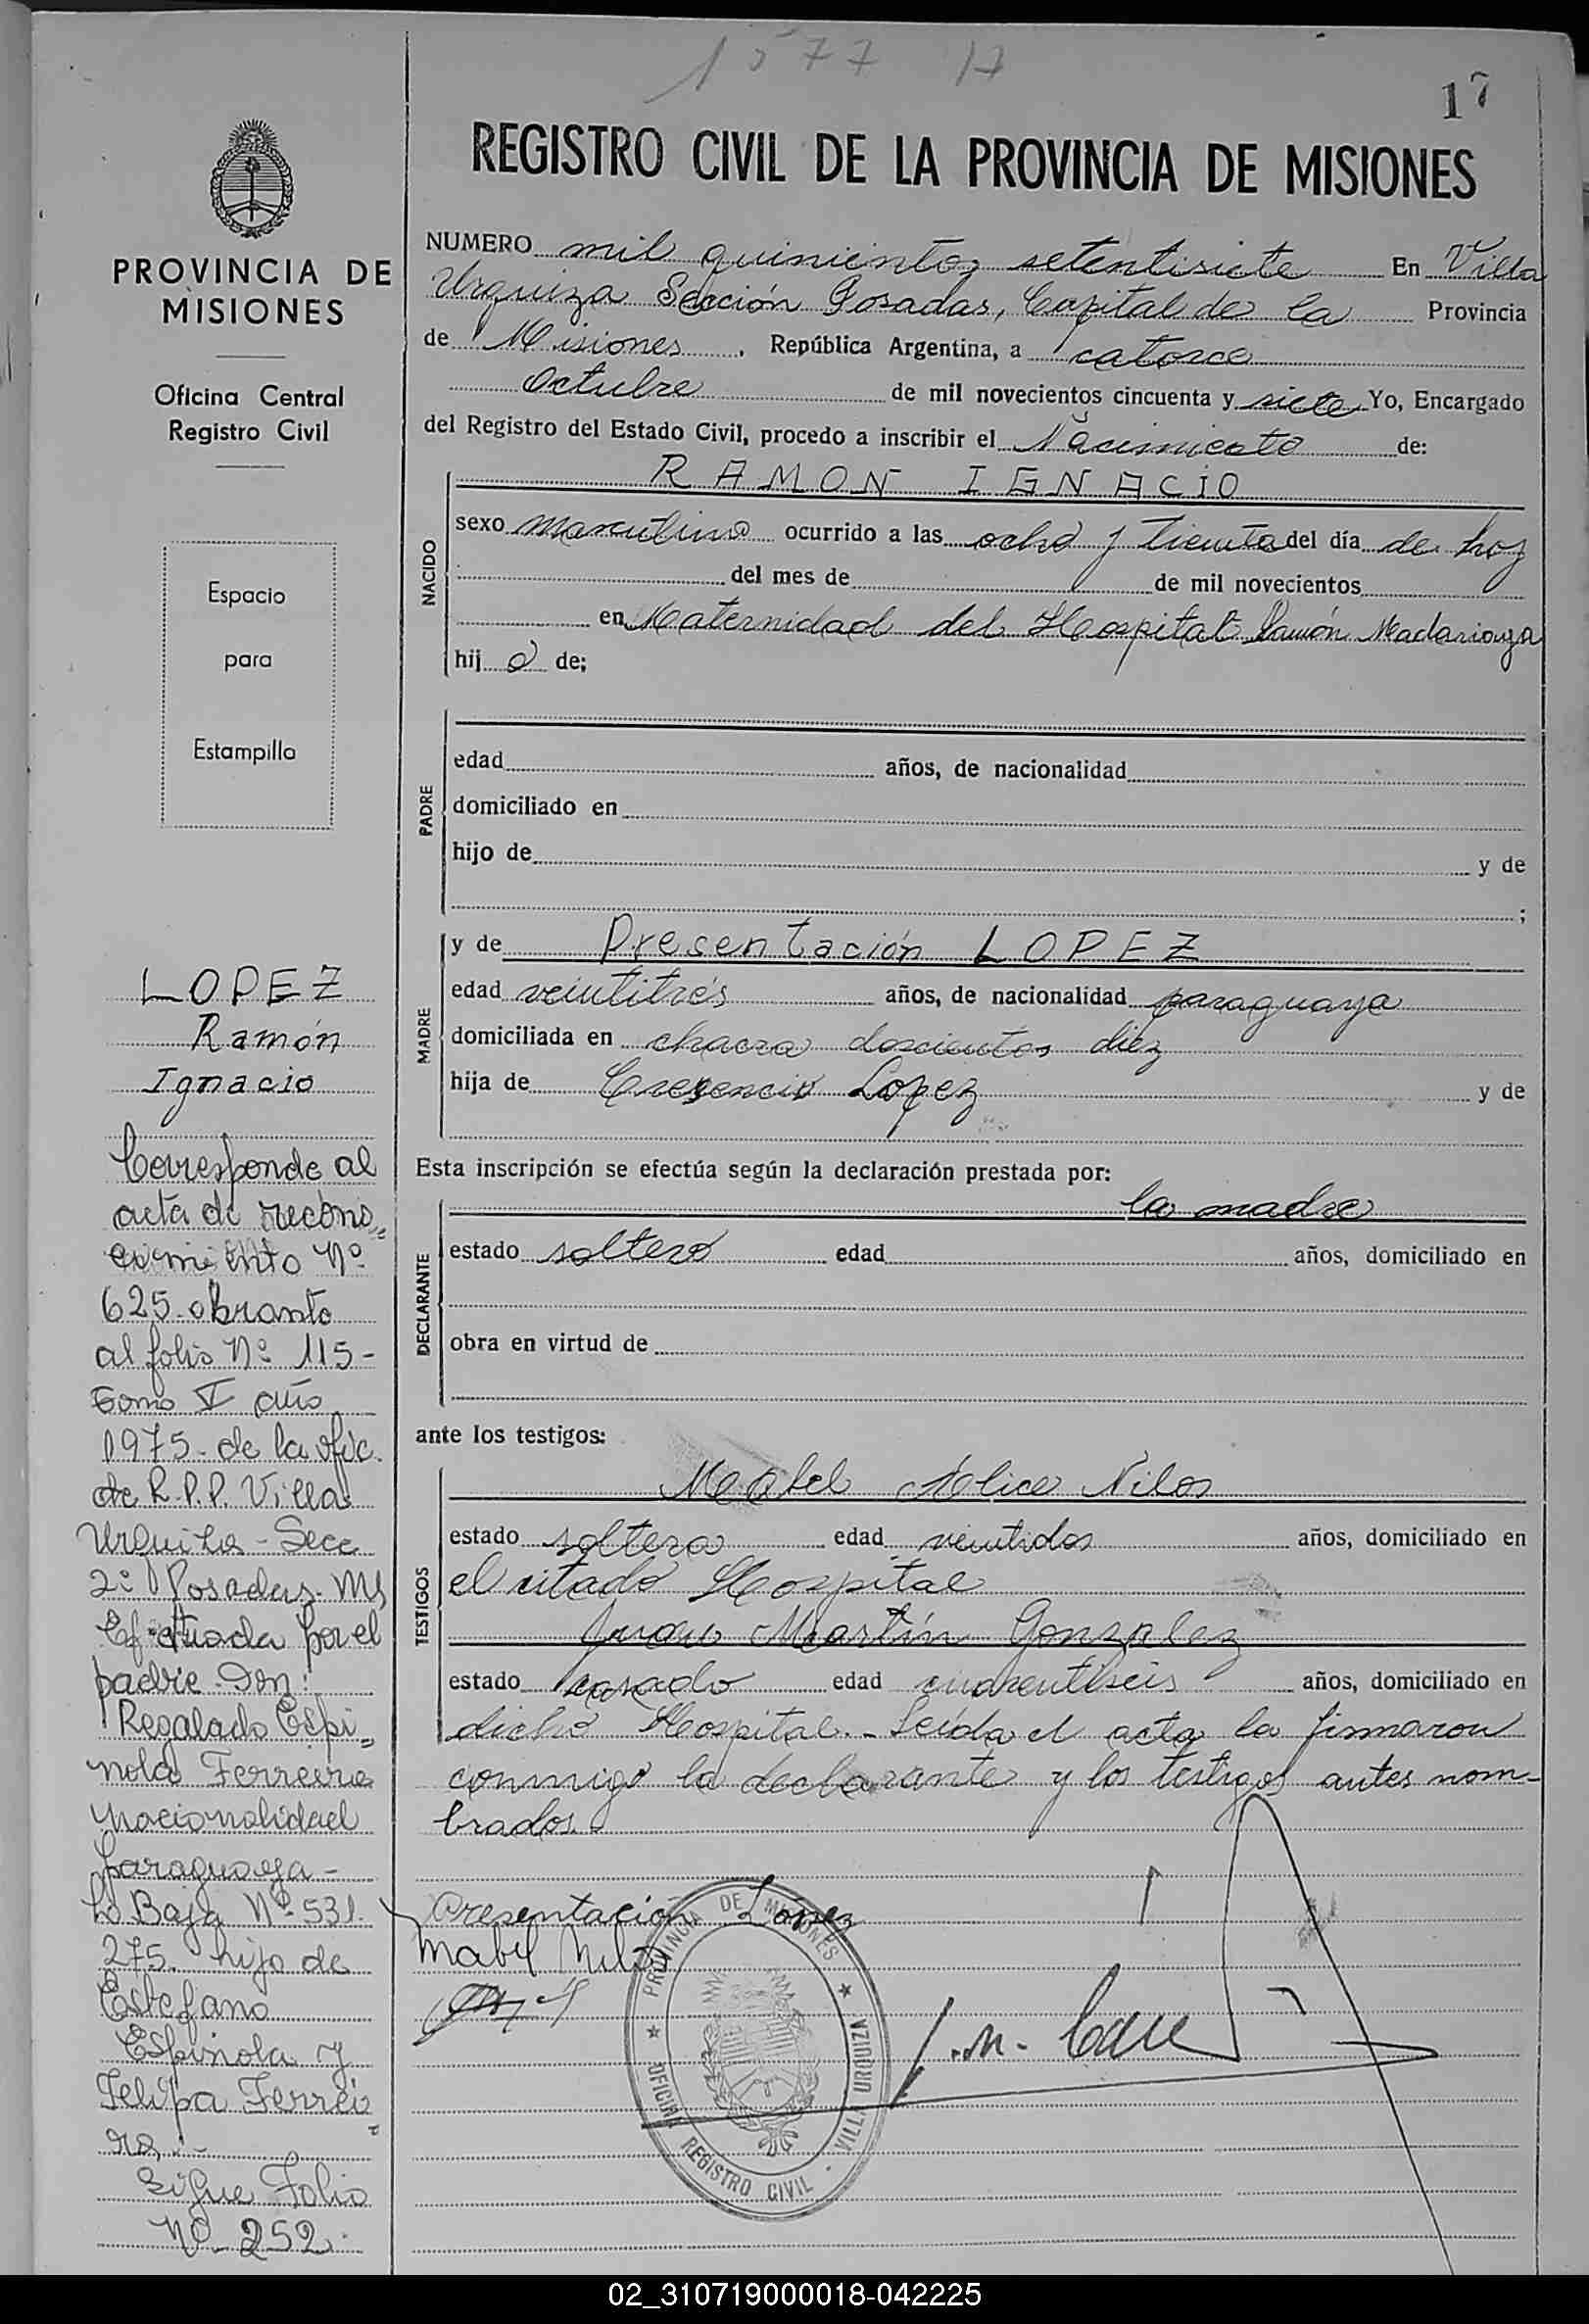 1577 17
17
REGISTRO CIVIL DE LA PROVINCIA DE MISIONES
PROVINCIA DE
MISIONES
Oficina Central
Registro Civil
Espacio
para
Estampilla
LOPEZ
Ramón
Ignacio
Corresponde al
acta de recono
cimiento Nº
625 obrante
al folio Nº 115-
Tomo V año
1975- de la ofic.
de R.P.P. Villa
Urquiza - Secc
2º Posadas. Ms
Efectuada por el
padre Don:
Regalado Espi
nola Ferreira
nacionalidad
paraguaya -
Baja Nº 531.
275. hijo de
Estefano
Espinola y
Felipa Ferrei
ra.-
Sigue Folio
Nº 252.
NUMERO mil quinientos setentisiete En Villa
Urquiza Sección Posadas, Capital de la Provincia
de Misiones, República Argentina, a catorce
Octubre de mil novecientos cincuenta y siete Yo, Encargado
del Registro del Estado Civil, procedo a inscribir el Nacimiento de:
NACIDO
RAMON IGNACIO
sexo masculino ocurrido a las ocho y treinta del día de hoy
del mes de de mil novecientos
en Maternidad del Hospital Ramón Madariaga
hij o de;
PADRE
edad años, de nacionalidad
domiciliado en
hijo de y de
;
MADRE
y de Presentación LOPEZ
edad veintitrés años, de nacionalidad paraguaya
domiciliada en chacra doscientos diez
hija de Cresencio Lopez y de
Esta inscripción se efectúa según la declaración prestada por:
DECLARANTE
la madre
estado soltero edad años, domiciliado en
obra en virtud de
ante los testigos:
TESTIGOS
Mabel Alice Nilos
estado soltera edad veintidos años, domiciliado en
el citado Hospital
Juan Martín Gonzalez
estado casado edad cuarentiseis años, domiciliado en
dicho Hospital.- Leída el acta la firmaron
conmigo la declarante y los testigos antes nom-
brados.
Presentación López
PROVINCIA DE MISIONES
OFICINA REGISTRO CIVIL · VILLA URQUIZA
02_310719000018-042225